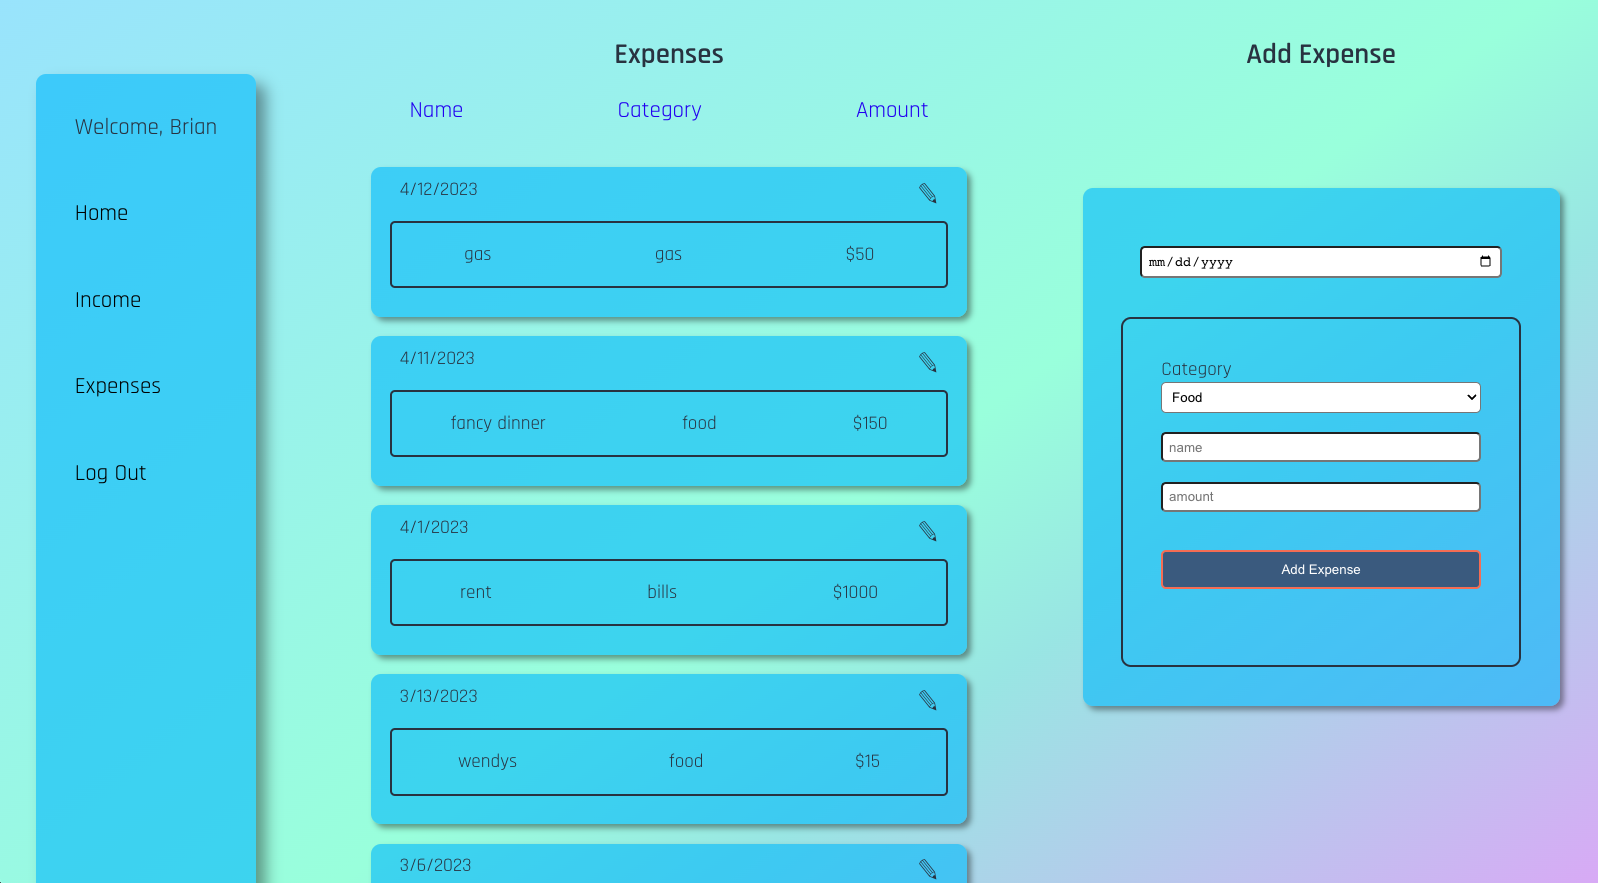 Welcome, Brian
Home
Income
Expenses
Log Out
Expenses
Name Category Amount
4/12/2023
gas gas $50
4/11/2023
fancy dinner food $150
4/1/2023
rent bills $1000
3/13/2023
wendys food $15
3/6/2023
Add Expense
mm/dd/yyyy
Category
Food
name
amount
Add Expense